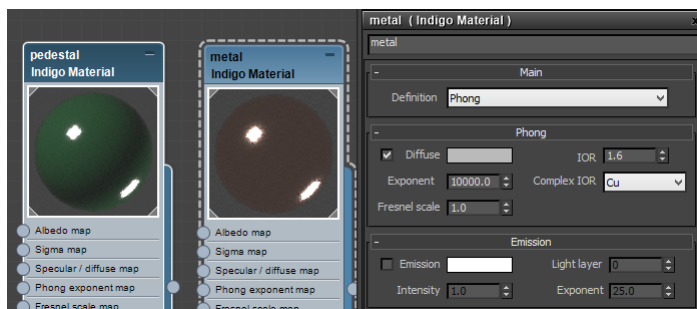 pedestal
Indigo Material
Albedo map
Sigma map
Specular / diffuse map
Phong exponent map
Fresnel scale map
metal
Indigo Material
Albedo map
Sigma map
Specular / diffuse map
Phong exponent map
Fresnel scale map
metal ( Indigo Material )
metal
- Main
Definition Phong
- Phong
Diffuse IOR 1.6
Exponent 10000.0 Complex IOR Cu
Fresnel scale 1.0
- Emission
Emission Light layer 0
Intensity 1.0 Exponent 25.0